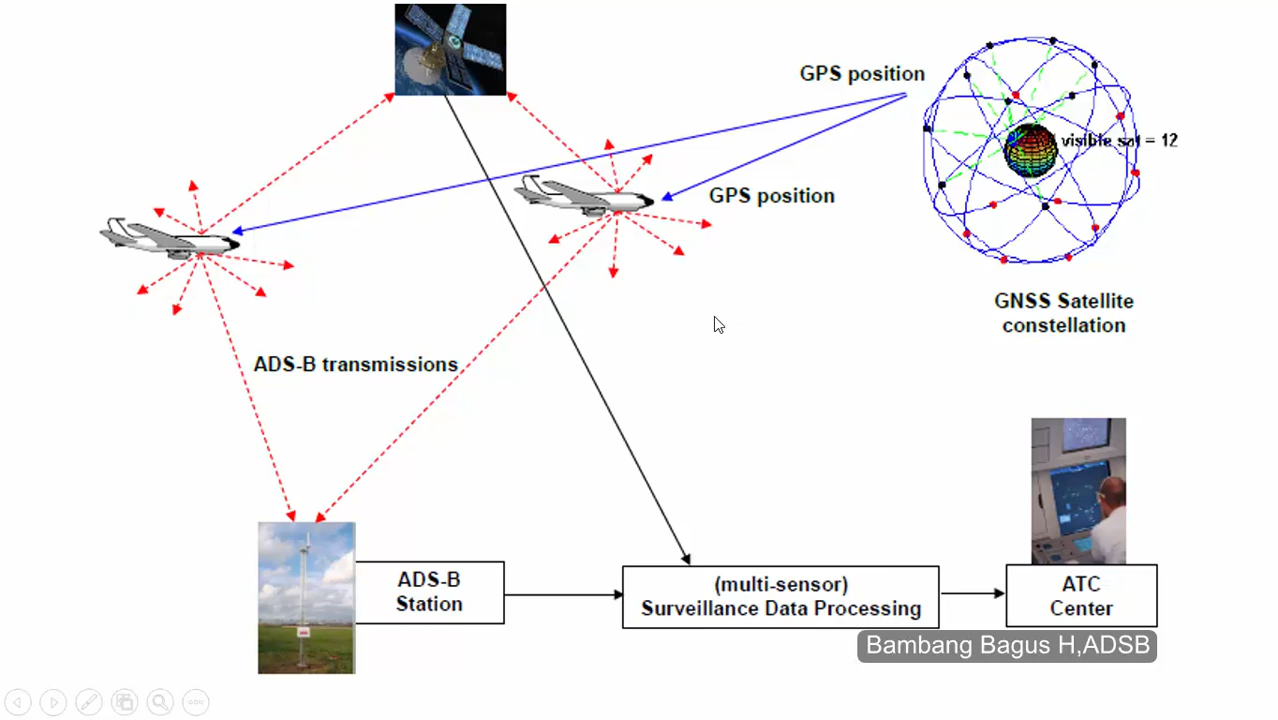 GPS position
visible sat = 12
GPS position
GNSS Satellite
constellation
ADS-B transmissions
ADS-B
Station
(multi-sensor)
Surveillance Data Processing
ATC
Center
Bambang Bagus H,ADSB